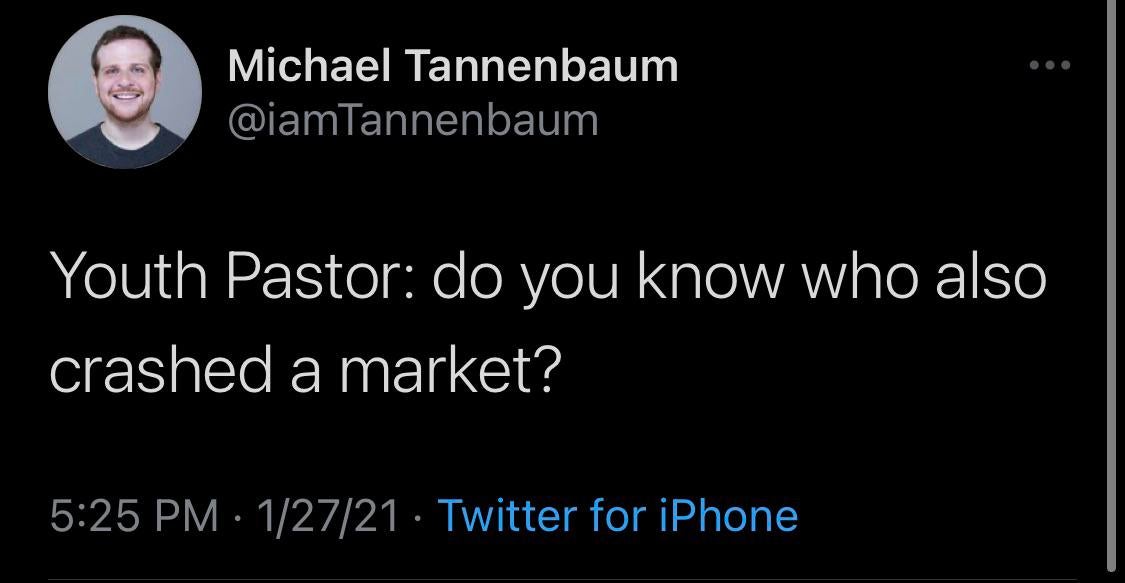 Michael Tannenbaum
@iamTannenbaum
Youth Pastor: do you know who also
crashed a market?
5:25 PM · 1/27/21 · Twitter for iPhone